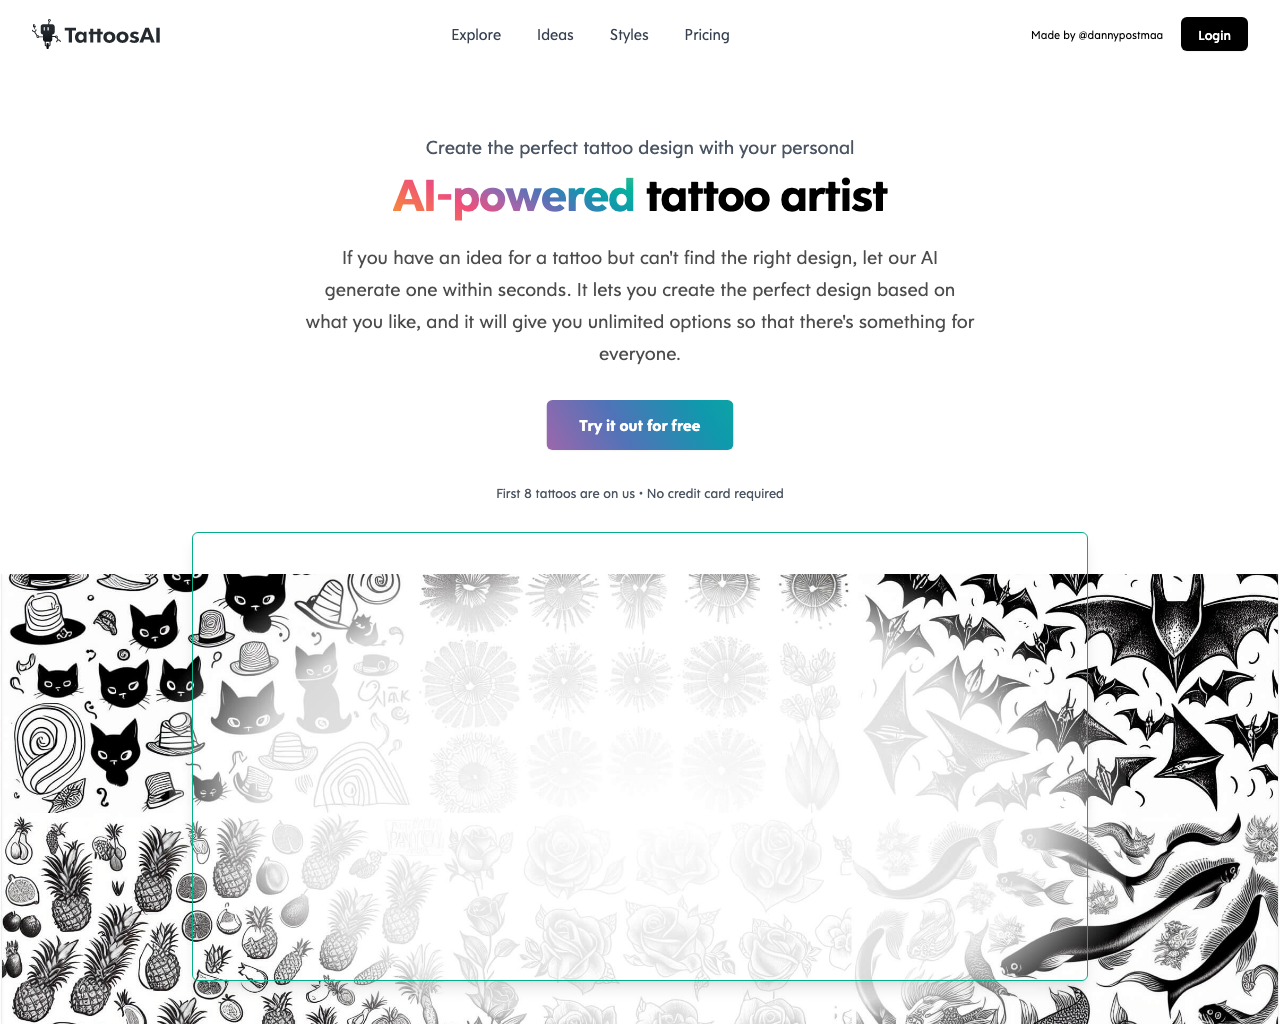 TattoosAI
Explore
Ideas
Styles
Pricing
Made by @dannypostmaa
Login
Create the perfect tattoo design with your personal
AI-powered tattoo artist
If you have an idea for a tattoo but can't find the right design, let our AI
generate one within seconds. It lets you create the perfect design based on
what you like, and it will give you unlimited options so that there's something for
everyone.
Try it out for free
First 8 tattoos are on us • No credit card required